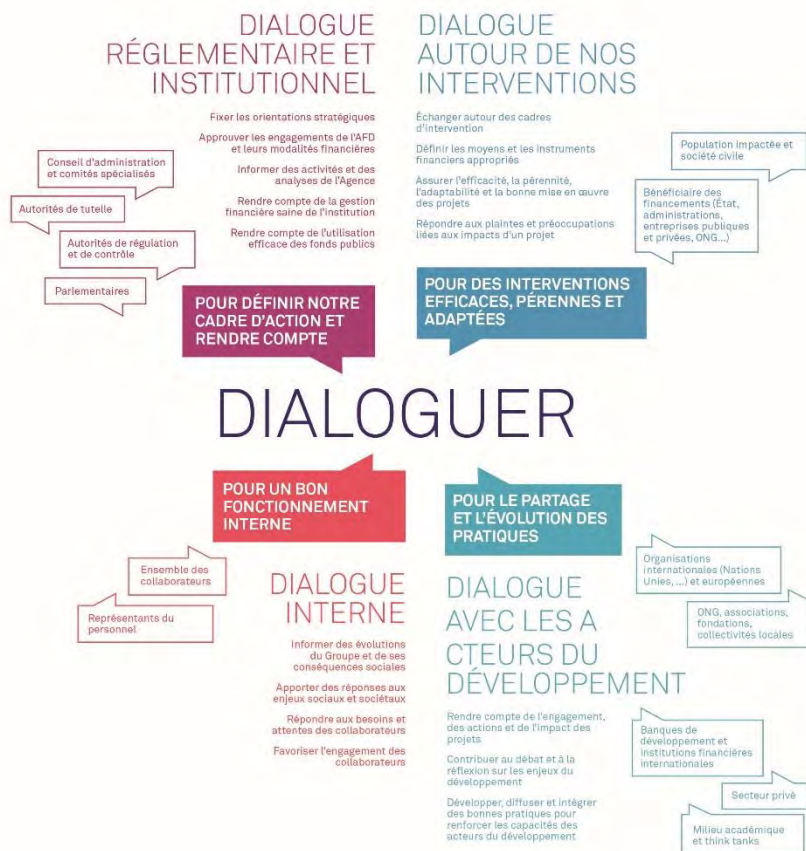 DIALOGUE
RÉGLEMENTAIRE ET
INSTITUTIONNEL
Fixer les orientations stratégiques
Approuver les engagements de l'AFD
et leurs modalités financières
Informer des activités et des
analyses de l'Agence
Rendre compte de la gestion
financière saine de l'institution
Rendre compte de l'utilisation
efficace des fonds publics
Conseil d'administration
et comités spécialisés
Autorités de tutelle
Autorités de régulation
et de contrôle
Parlementaires
POUR DÉFINIR NOTRE
CADRE D'ACTION ET
RENDRE COMPTE
DIALOGUE
AUTOUR DE NOS
INTERVENTIONS
Échanger autour des cadres
d'intervention
Définir les moyens et les instruments
financiers appropriés
Assurer l'efficacité, la pérennité,
l'adaptabilité et la bonne mise en œuvre
des projets
Répondre aux plaintes et préoccupations
liées aux impacts d'un projet
Population impactée et
société civile
Bénéficiaire des
financements (État,
administrations,
entreprises publiques
et privées, ONG...)
POUR DES INTERVENTIONS
EFFICACES, PÉRENNES ET
ADAPTÉES
DIALOGUER
POUR UN BON
FONCTIONNEMENT
INTERNE
Ensemble des
collaborateurs
Représentants du
personnel
DIALOGUE
INTERNE
Informer des évolutions
du Groupe et de ses
conséquences sociales
Apporter des réponses aux
enjeux sociaux et sociétaux
Répondre aux besoins et
attentes des collaborateurs
Favoriser l'engagement des
collaborateurs
POUR LE PARTAGE
ET L'ÉVOLUTION DES
PRATIQUES
DIALOGUE
AVEC LES A
CTEURS DU
DÉVELOPPEMENT
Rendre compte de l'engagement,
des actions et de l'impact des
projets
Contribuer au débat et à la
réflexion sur les enjeux du
développement
Développer, diffuser et intégrer
des bonnes pratiques pour
renforcer les capacités des
acteurs du développement
Organisations
internationales (Nations
Unies, ...) et européennes
ONG, associations,
fondations,
collectivités locales
Banques de
développement et
institutions financières
internationales
Secteur privé
Milieu académique
et think tanks